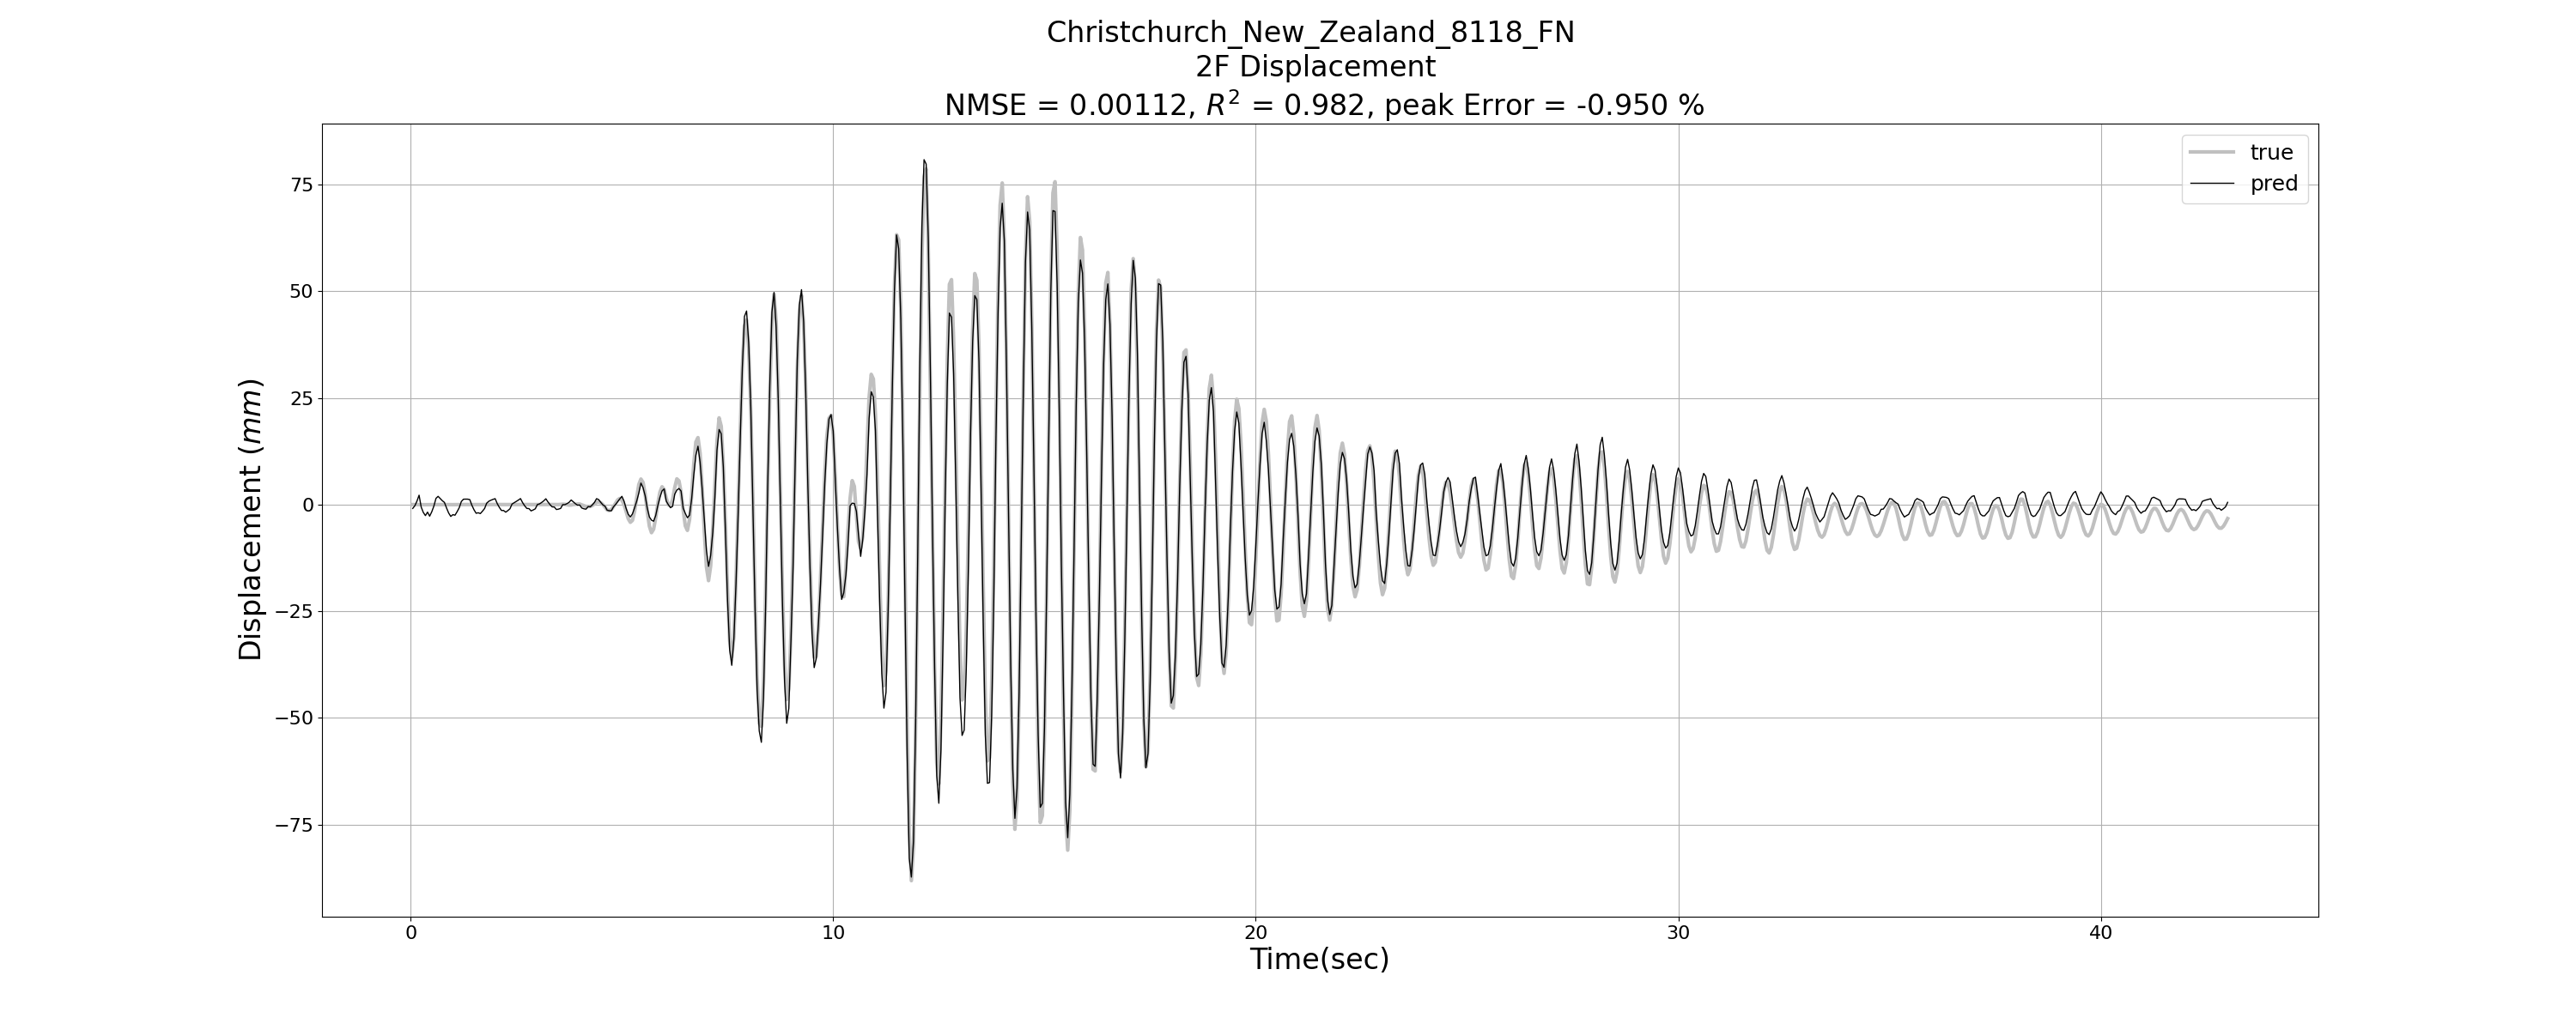 Christchurch_New_Zealand_8118_FN
2F Displacement
NMSE = 0.00112, $R^2$ = 0.982, peak Error = -0.950 %
true
pred
75
50
25
0
−25
−50
−75
Displacement (mm)
0 10 20 30 40
Time(sec)